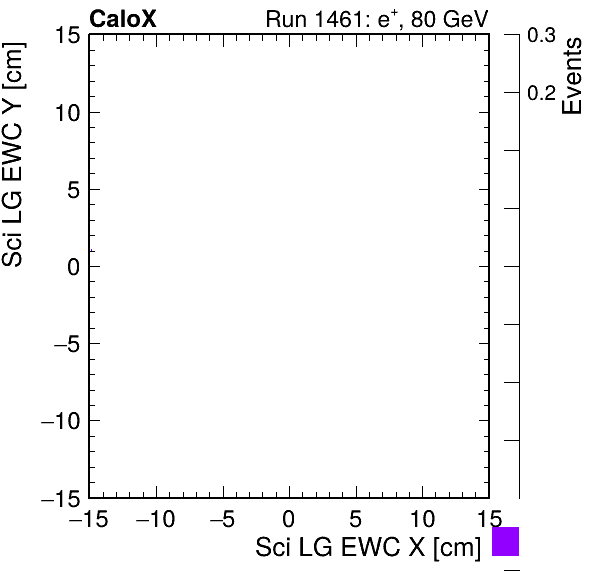 CaloX
Run 1461: e⁺, 80 GeV
Sci LG EWC Y [cm]
15
10
5
0
−5
−10
−15
−15 −10 −5 0 5 10 15
Sci LG EWC X [cm]
0.3
0.2
Events